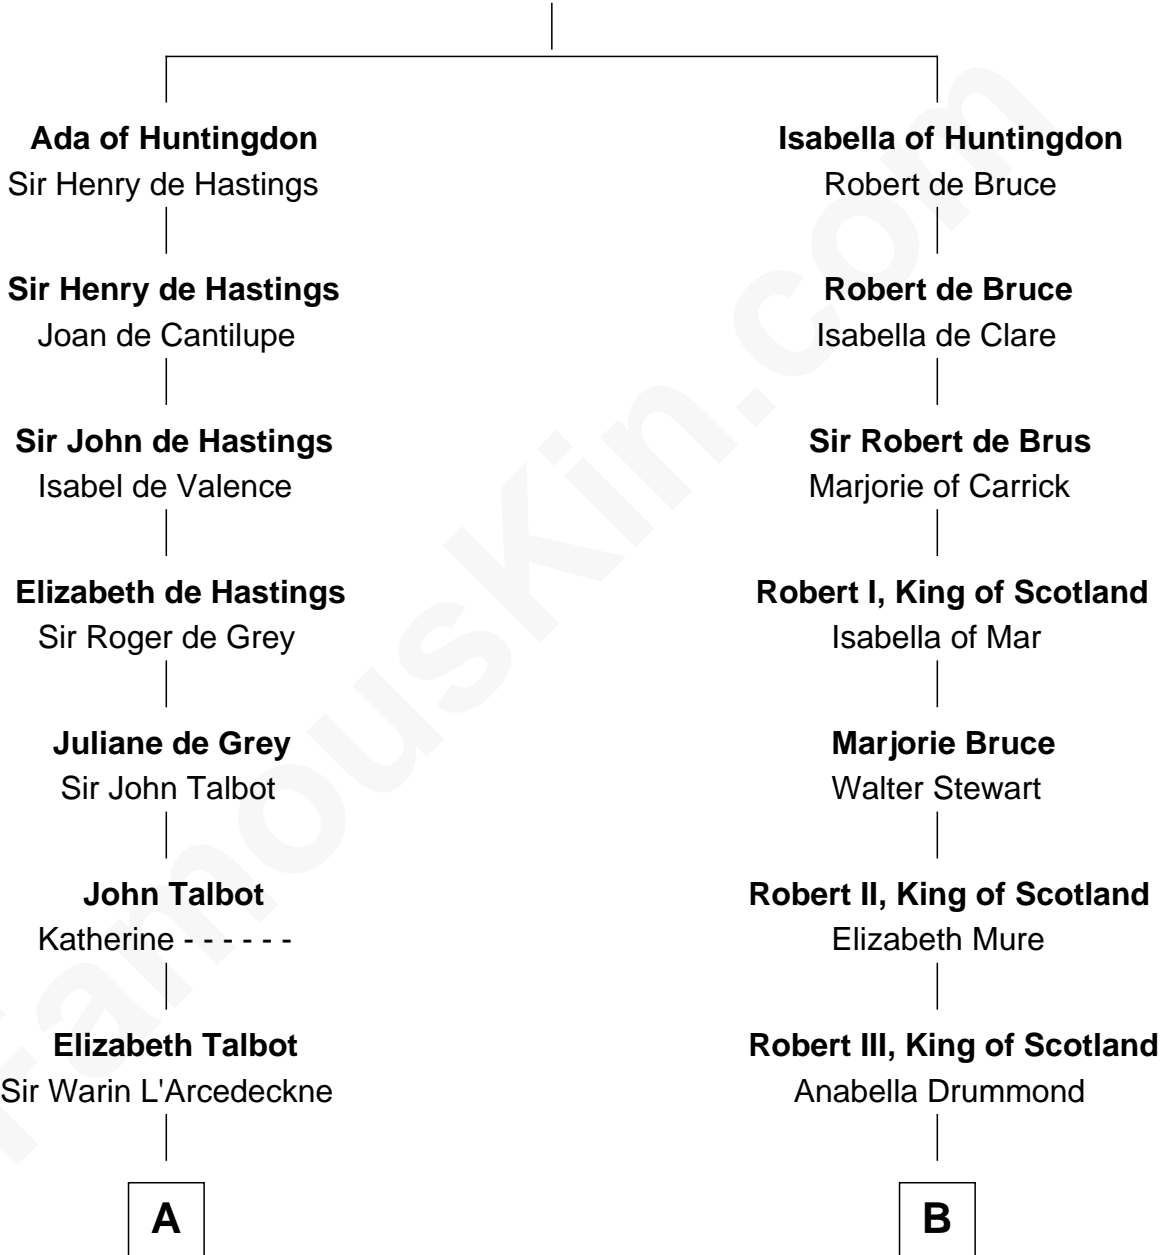 Ada of Huntingdon
Sir Henry de Hastings
Sir Henry de Hastings
Joan de Cantilupe
Sir John de Hastings
Isabel de Valence
Elizabeth de Hastings
Sir Roger de Grey
Juliane de Grey
Sir John Talbot
John Talbot
Katherine - - - - - -
Elizabeth Talbot
Sir Warin L'Arcedeckne
A
Isabella of Huntingdon
Robert de Bruce
Robert de Bruce
Isabella de Clare
Sir Robert de Brus
Marjorie of Carrick
Robert I, King of Scotland
Isabella of Mar
Marjorie Bruce
Walter Stewart
Robert II, King of Scotland
Elizabeth Mure
Robert III, King of Scotland
Anabella Drummond
B
FamousKin.com